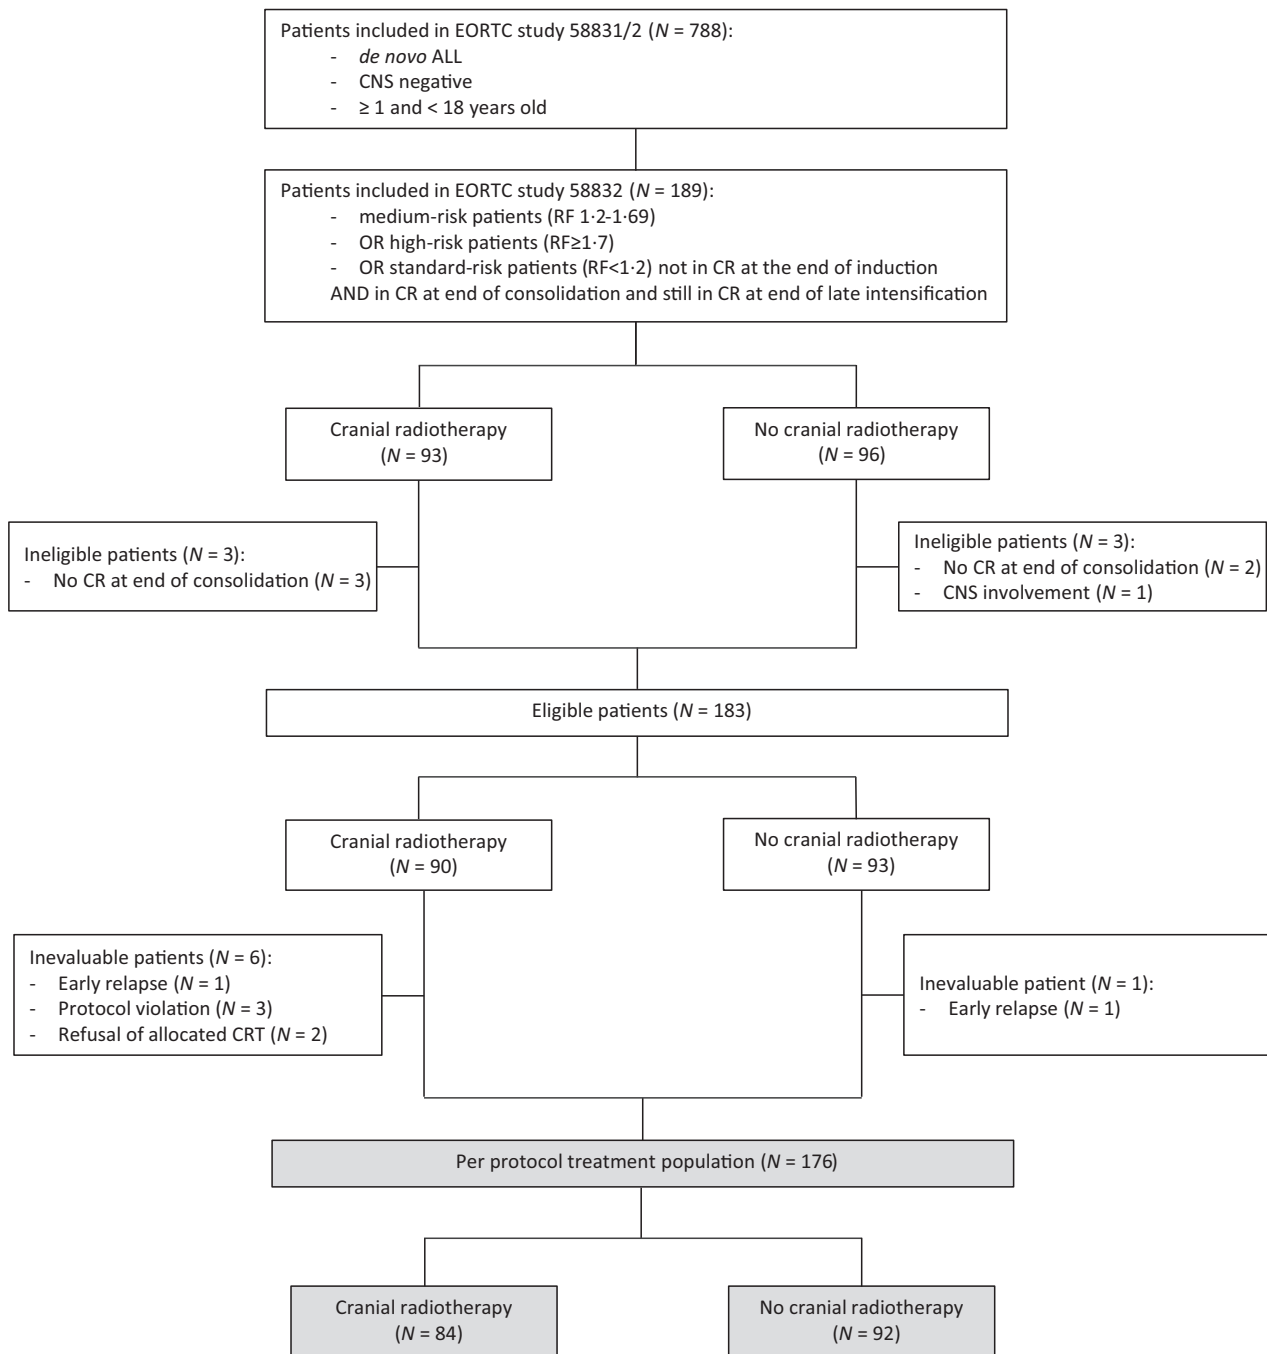 Patients included in EORTC study 58831/2 (N = 788):
- de novo ALL
- CNS negative
- ≥ 1 and < 18 years old
Patients included in EORTC study 58832 (N = 189):
- medium-risk patients (RF 1·2-1·69)
- OR high-risk patients (RF≥1·7)
- OR standard-risk patients (RF<1·2) not in CR at the end of induction
AND in CR at end of consolidation and still in CR at end of late intensification
Cranial radiotherapy
(N = 93)
No cranial radiotherapy
(N = 96)
Ineligible patients (N = 3):
- No CR at end of consolidation (N = 3)
Ineligible patients (N = 3):
- No CR at end of consolidation (N = 2)
- CNS involvement (N = 1)
Eligible patients (N = 183)
Cranial radiotherapy
(N = 90)
No cranial radiotherapy
(N = 93)
Inevaluable patients (N = 6):
- Early relapse (N = 1)
- Protocol violation (N = 3)
- Refusal of allocated CRT (N = 2)
Inevaluable patient (N = 1):
- Early relapse (N = 1)
Per protocol treatment population (N = 176)
Cranial radiotherapy
(N = 84)
No cranial radiotherapy
(N = 92)